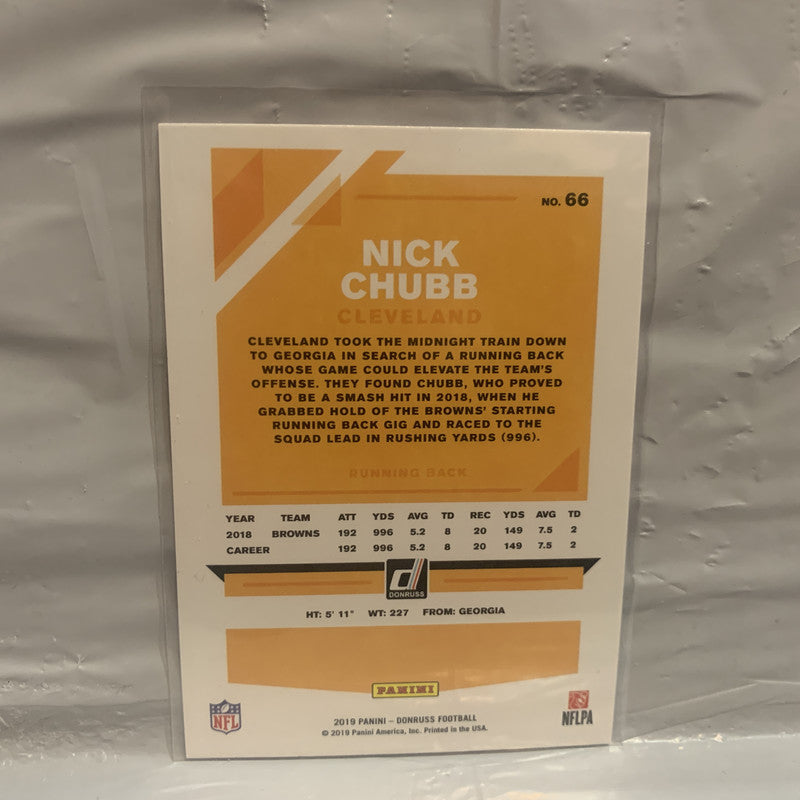 NO. 66
NICK
CHUBB
CLEVELAND
CLEVELAND TOOK THE MIDNIGHT TRAIN DOWN
TO GEORGIA IN SEARCH OF A RUNNING BACK
WHOSE GAME COULD ELEVATE THE TEAM'S
OFFENSE. THEY FOUND CHUBB, WHO PROVED
TO BE A SMASH HIT IN 2018, WHEN HE
GRABBED HOLD OF THE BROWNS' STARTING
RUNNING BACK GIG AND RACED TO THE
SQUAD LEAD IN RUSHING YARDS (996).
RUNNING BACK
YEAR TEAM ATT YDS AVG TD REC YDS AVG TD
2018 BROWNS 192 996 5.2 8 20 149 7.5 2
CAREER 192 996 5.2 8 20 149 7.5 2
d
DONRUSS
HT: 5' 11" WT: 227 FROM: GEORGIA
PANINI
NFL
2019 PANINI – DONRUSS FOOTBALL
© 2019 Panini America, Inc. Printed in the USA.
NFLPA